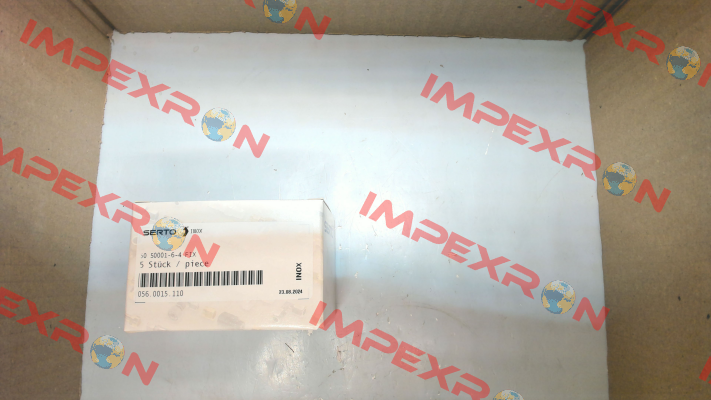 IMPEXRON
IMPEXRON
IMPEXRON
IMPEXRON
IMPEXRON
SERTO INOX
SO 50001-6-4 FIX
5 Stück / piece
056.0015.110
23.08.2024
INOX
IMPEXRON
IMPEXRON